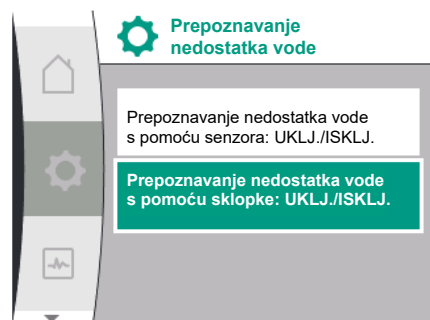 Prepoznavanje
nedostatka vode
Prepoznavanje nedostatka vode
s pomoću senzora: UKLJ./ISKLJ.
Prepoznavanje nedostatka vode
s pomoću sklopke: UKLJ./ISKLJ.